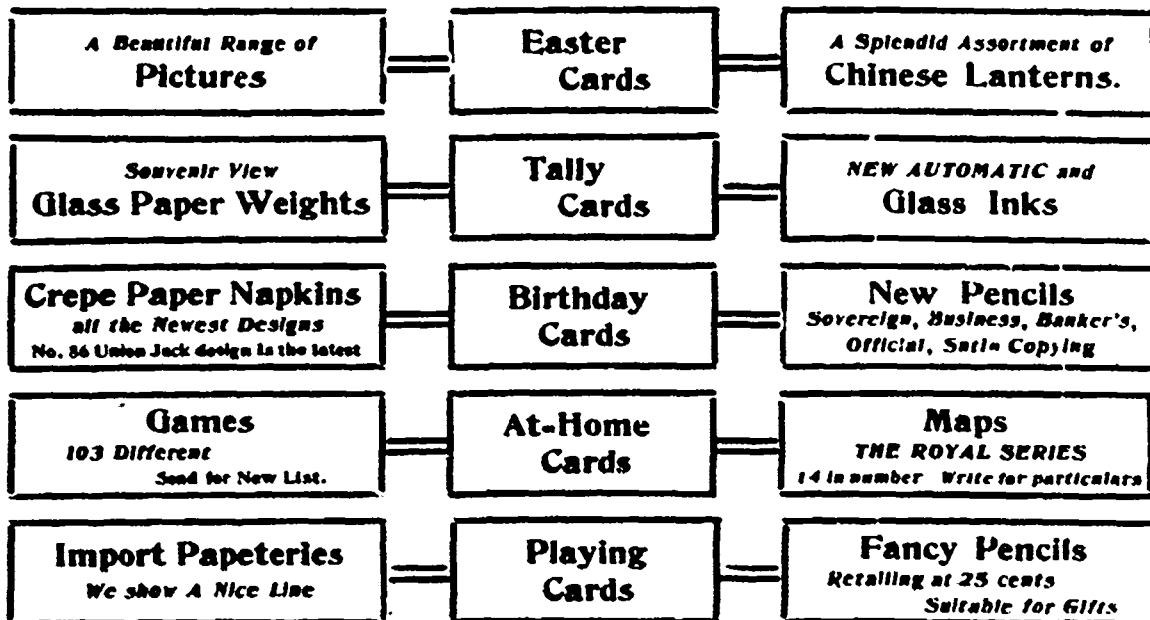 A Beautiful Range of
Pictures
Easter
Cards
A Splendid Assortment of
Chinese Lanterns.
Souvenir View
Glass Paper Weights
Tally
Cards
NEW AUTOMATIC and
Glass Inks
Crepe Paper Napkins
all the Newest Designs
No. 86 Union Jack design is the latest
Birthday
Cards
New Pencils
Sovereign, Business, Banker's,
Official, Satin Copying
Games
103 Different
Send for New List.
At-Home
Cards
Maps
THE ROYAL SERIES
14 in number Write for particulars
Import Papeteries
We show A Nice Line
Playing
Cards
Fancy Pencils
Retailing at 25 cents
Suitable for Gifts